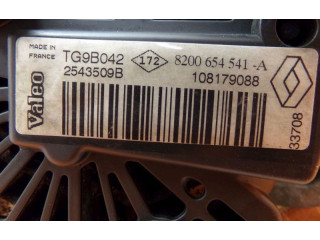 MADE IN
FRANCE
TG9B042 172 8200 654 541-A
2543509B 108179088
Valeo
33708